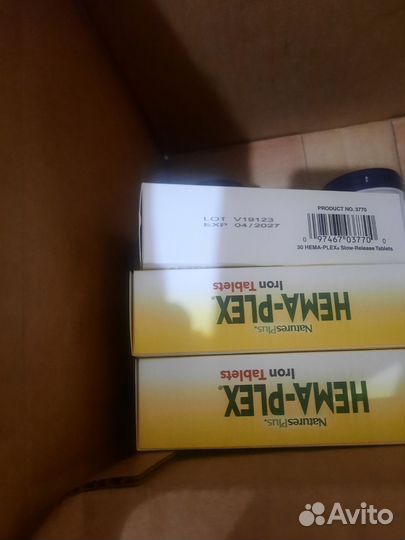 PRODUCT NO. 3770
LOT V19123
EXP 04/2027
0 97467 03770 0
30 HEMA-PLEX® Slow-Release Tablets
NaturesPlus®
HEMA-PLEX®
Iron Tablets
NaturesPlus®
HEMA-PLEX®
Iron Tablets
Avito